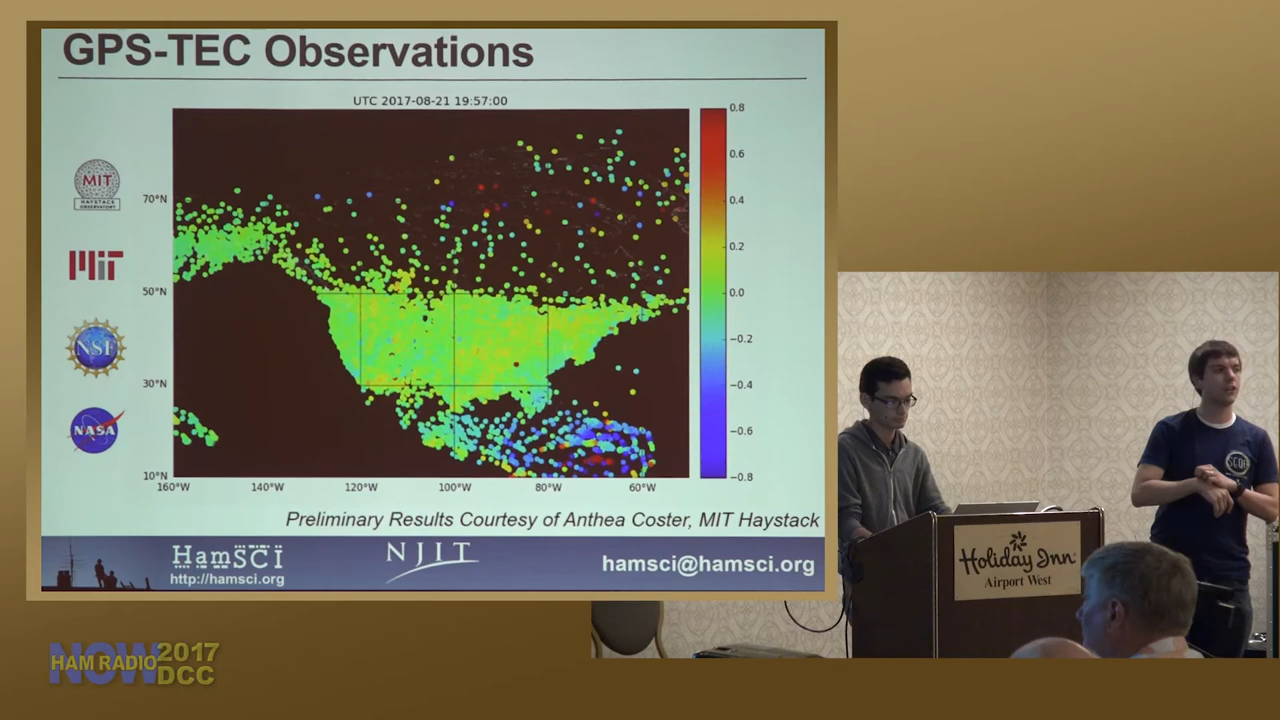 GPS-TEC Observations
UTC 2017-08-21 19:57:00
MIT
HAYSTACK
OBSERVATORY
MIT
NSF
NASA
70°N
50°N
30°N
10°N
160°W
140°W
120°W
100°W
80°W
60°W
0.8
0.6
0.4
0.2
0.0
−0.2
−0.4
−0.6
−0.8
Preliminary Results Courtesy of Anthea Coster, MIT Haystack
HamSCI
http://hamsci.org
NJIT
hamsci@hamsci.org
Holiday Inn
Airport West
NOW
HAM RADIO 2017
DCC